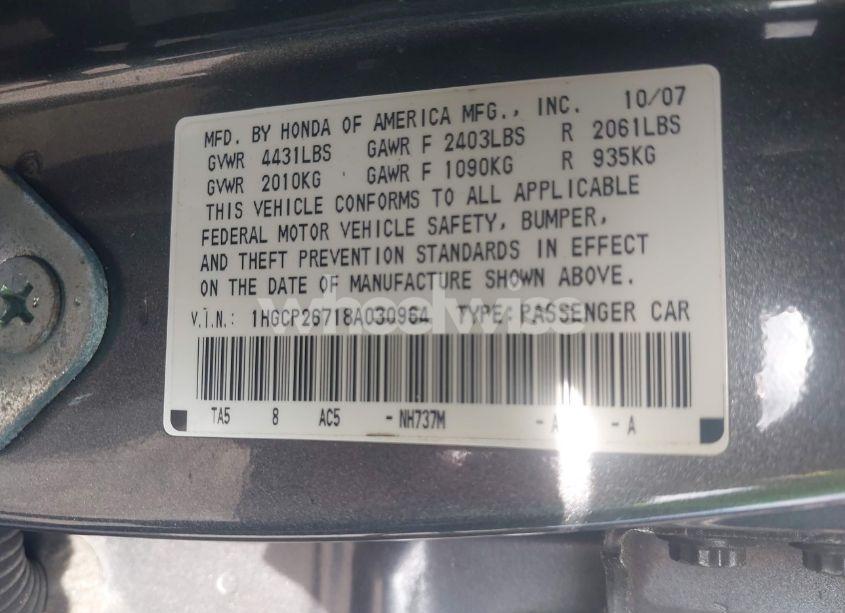 MFD. BY HONDA OF AMERICA MFG., INC. 10/07
GVWR 4431LBS GAWR F 2403LBS R 2061LBS
GVWR 2010KG GAWR F 1090KG R 935KG
THIS VEHICLE CONFORMS TO ALL APPLICABLE
FEDERAL MOTOR VEHICLE SAFETY, BUMPER,
AND THEFT PREVENTION STANDARDS IN EFFECT
ON THE DATE OF MANUFACTURE SHOWN ABOVE.
wheelwise
V.I.N.: 1HGCP26718A030964 TYPE: PASSENGER CAR
TA5 8 AC5 -NH737M -A -A